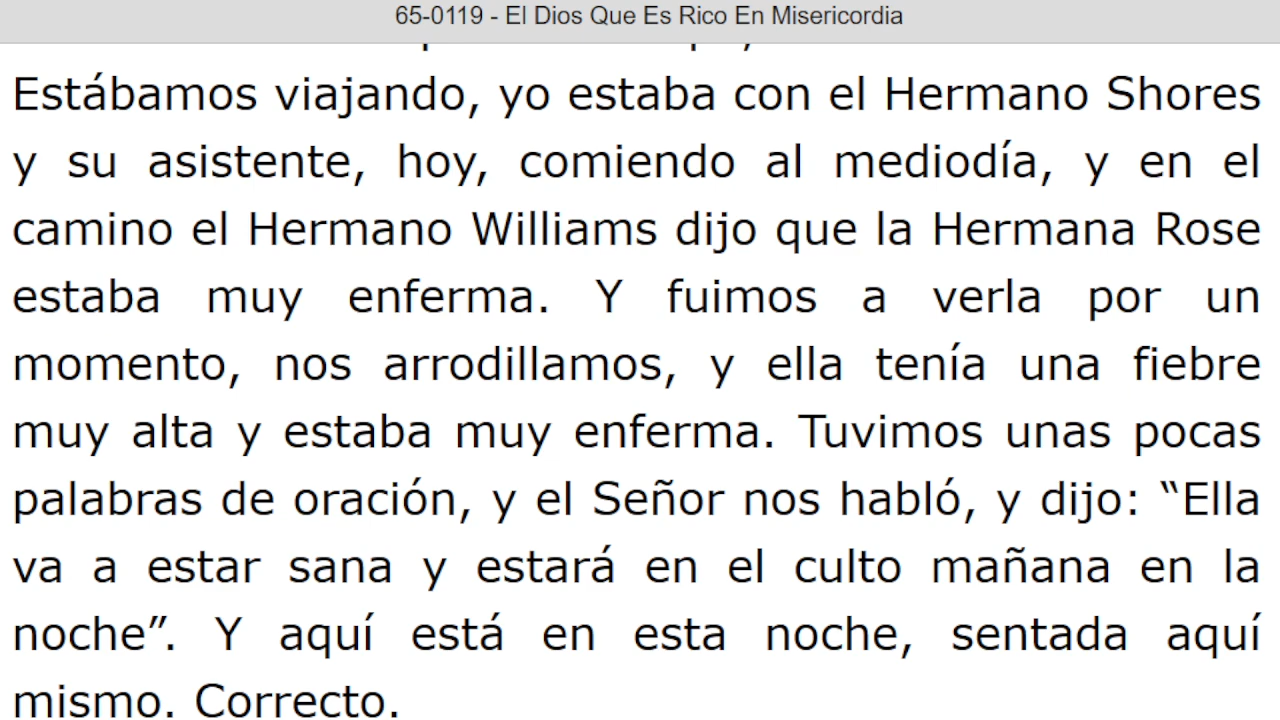 65-0119 - El Dios Que Es Rico En Misericordia
Estábamos viajando, yo estaba con el Hermano Shores
y su asistente, hoy, comiendo al mediodía, y en el
camino el Hermano Williams dijo que la Hermana Rose
estaba muy enferma. Y fuimos a verla por un
momento, nos arrodillamos, y ella tenía una fiebre
muy alta y estaba muy enferma. Tuvimos unas pocas
palabras de oración, y el Señor nos habló, y dijo: “Ella
va a estar sana y estará en el culto mañana en la
noche”. Y aquí está en esta noche, sentada aquí
mismo. Correcto.